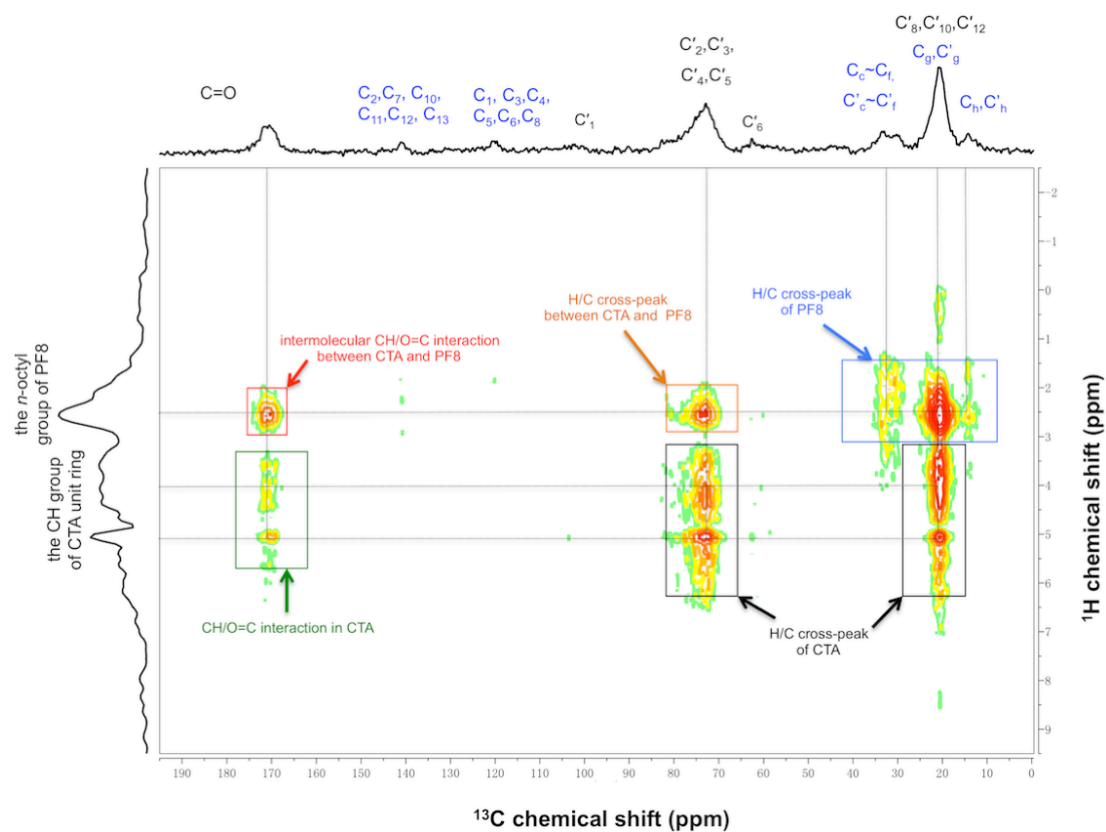 C′8,C′10,C′12
C′2,C′3,
C′4,C′5
Cg,C′g
Cc~Cf,
C′c~C′f
C=O
C2,C7, C10,
C11,C12, C13
C1, C3,C4,
C5,C6,C8
C′1
C′6
Ch,C′h
the n-octyl
group of PF8
the CH group
of CTA unit ring
intermolecular CH/O=C interaction
between CTA and PF8
H/C cross-peak
between CTA and PF8
H/C cross-peak
of PF8
CH/O=C interaction in CTA
H/C cross-peak
of CTA
-2
-1
0
1
2
3
4
5
6
7
8
9
1H chemical shift (ppm)
190 180 170 160 150 140 130 120 110 100 90 80 70 60 50 40 30 20 10 0
13C chemical shift (ppm)